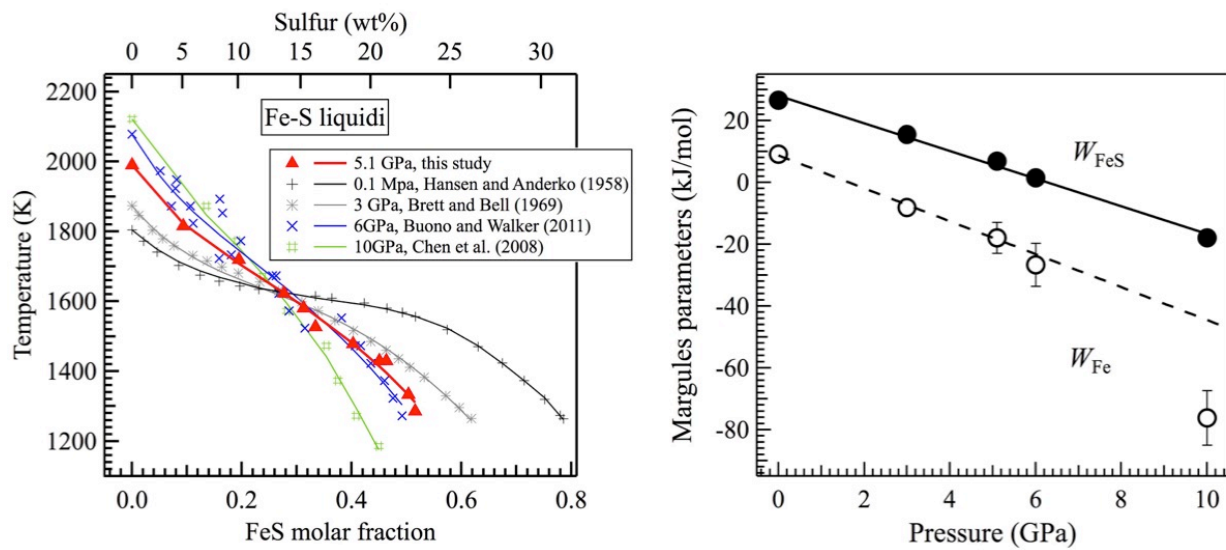 Sulfur (wt%)
0 5 10 15 20 25 30
2200
2000
1800
1600
1400
1200
Temperature (K)
Fe-S liquidi
5.1 GPa, this study
0.1 Mpa, Hansen and Anderko (1958)
3 GPa, Brett and Bell (1969)
6GPa, Buono and Walker (2011)
10GPa, Chen et al. (2008)
0.0 0.2 0.4 0.6 0.8
FeS molar fraction
Margules parameters (kJ/mol)
20
0
-20
-40
-60
-80
WFeS
WFe
0 2 4 6 8 10
Pressure (GPa)